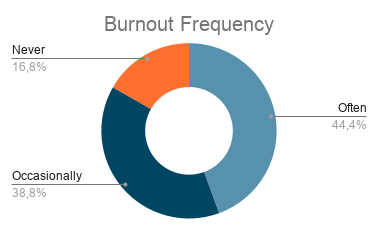 Burnout Frequency
Never
16,8%
Often
44,4%
Occasionally
38,8%